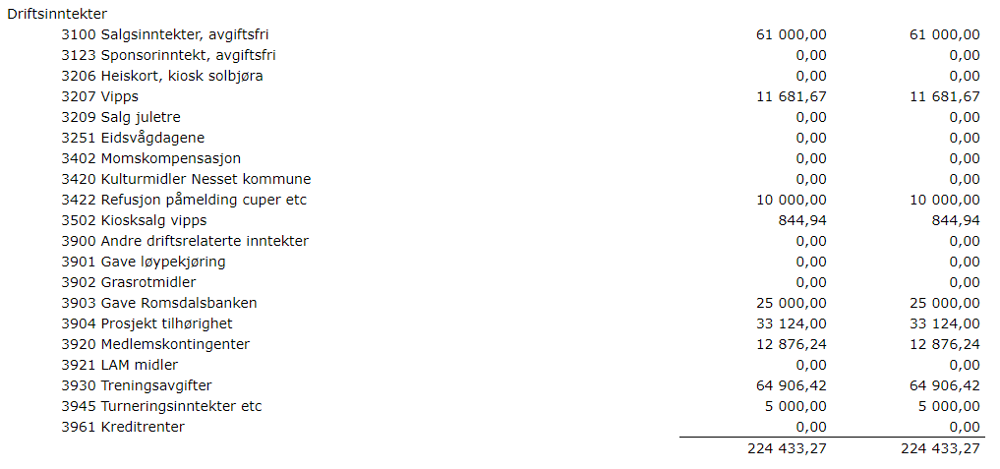 Driftsinntekter
3100 Salgsinntekter, avgiftsfri 61 000,00 61 000,00
3123 Sponsorinntekt, avgiftsfri 0,00 0,00
3206 Heiskort, kiosk solbjøra 0,00 0,00
3207 Vipps 11 681,67 11 681,67
3209 Salg juletre 0,00 0,00
3251 Eidsvågdagene 0,00 0,00
3402 Momskompensasjon 0,00 0,00
3420 Kulturmidler Nesset kommune 0,00 0,00
3422 Refusjon påmelding cuper etc 10 000,00 10 000,00
3502 Kiosksalg vipps 844,94 844,94
3900 Andre driftsrelaterte inntekter 0,00 0,00
3901 Gave løypekjøring 0,00 0,00
3902 Grasrotmidler 0,00 0,00
3903 Gave Romsdalsbanken 25 000,00 25 000,00
3904 Prosjekt tilhørighet 33 124,00 33 124,00
3920 Medlemskontingenter 12 876,24 12 876,24
3921 LAM midler 0,00 0,00
3930 Treningsavgifter 64 906,42 64 906,42
3945 Turneringsinntekter etc 5 000,00 5 000,00
3961 Kreditrenter 0,00 0,00
224 433,27 224 433,27